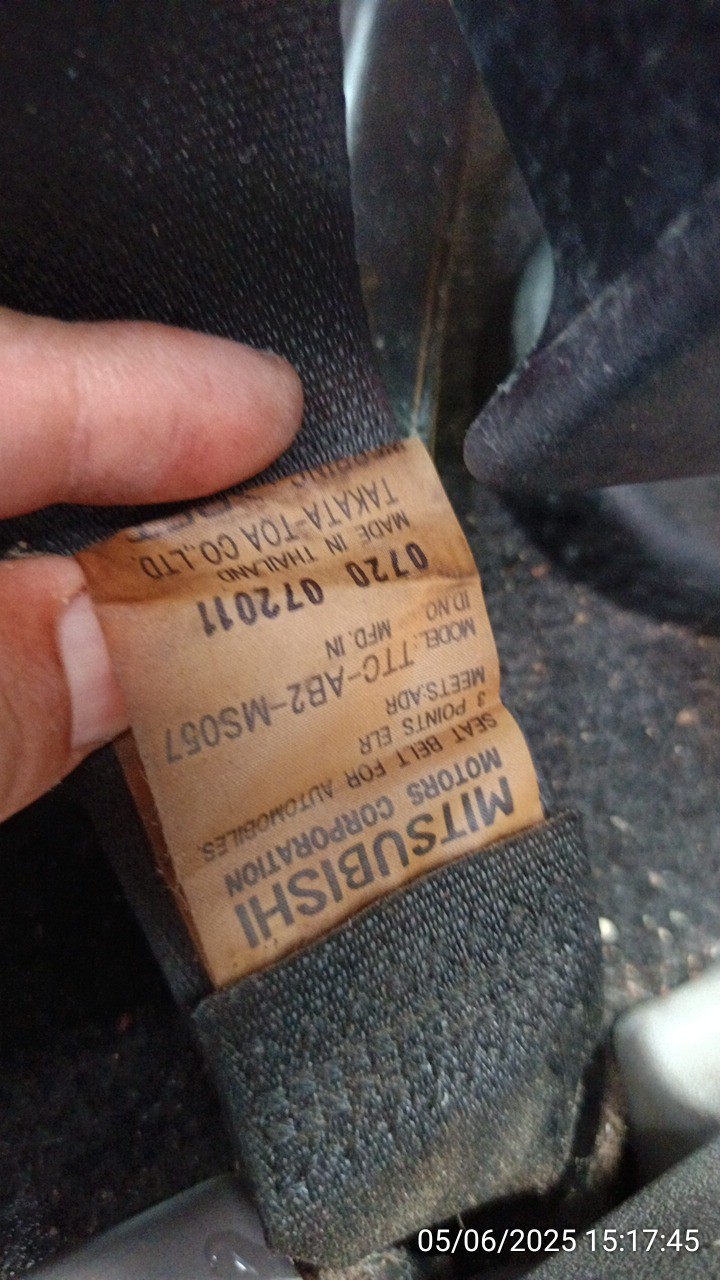 MITSUBISHI
MOTORS CORPORATION
SEAT BELT FOR AUTOMOBILES.
3 POINTS ELR
MEETS:ADR
MODEL: TTC-AB2-MS057
ID.NO. MFD. IN
0720 072011
MADE IN THAILAND
TAKATA-TOA CO.,LTD.
05/06/2025 15:17:45